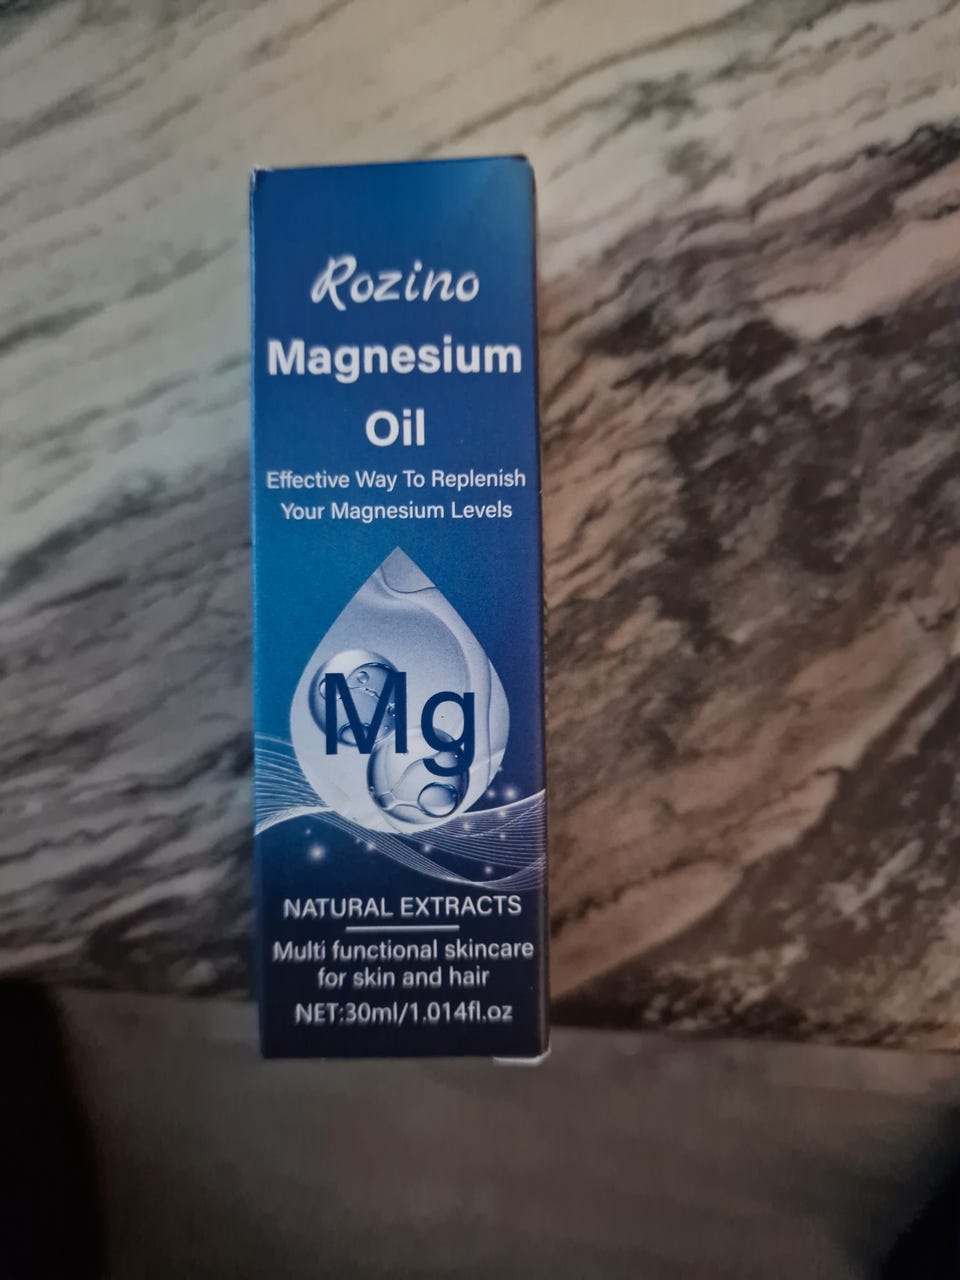 Rozino
Magnesium
Oil
Effective Way To Replenish
Your Magnesium Levels
Mg
NATURAL EXTRACTS
Multi functional skincare
for skin and hair
NET:30ml/1.014fl.oz